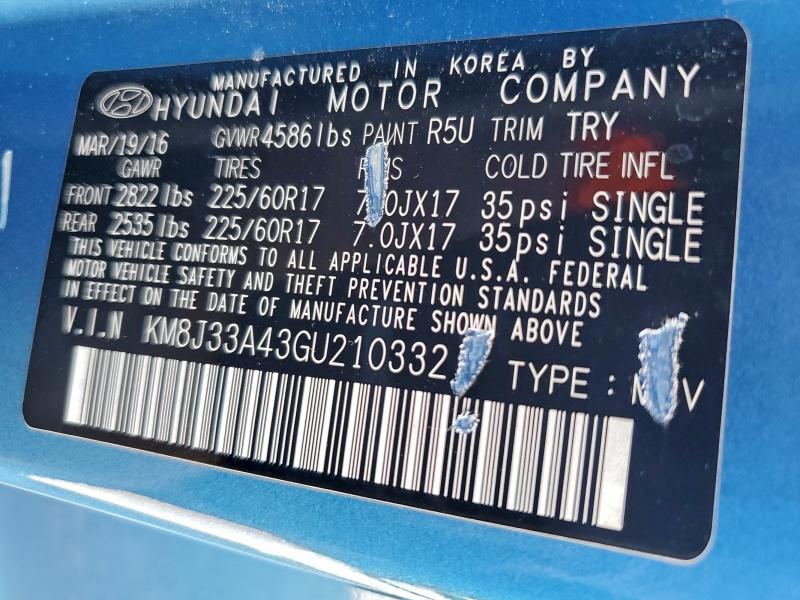 MANUFACTURED IN KOREA BY
HYUNDAI MOTOR COMPANY
MAR/19/16 GVWR 4586lbs PAINT R5U TRIM TRY
GAWR TIRES COLD TIRE INFL
FRONT 2822 lbs 225/60R17 7.0JX17 35psi SINGLE
REAR 2535 lbs 225/60R17 7.0JX17 35psi SINGLE
THIS VEHICLE CONFORMS TO ALL APPLICABLE U.S.A. FEDERAL
MOTOR VEHICLE SAFETY AND THEFT PREVENTION STANDARDS
IN EFFECT ON THE DATE OF MANUFACTURE SHOWN ABOVE
V.I.N KM8J33A43GU210332 TYPE :